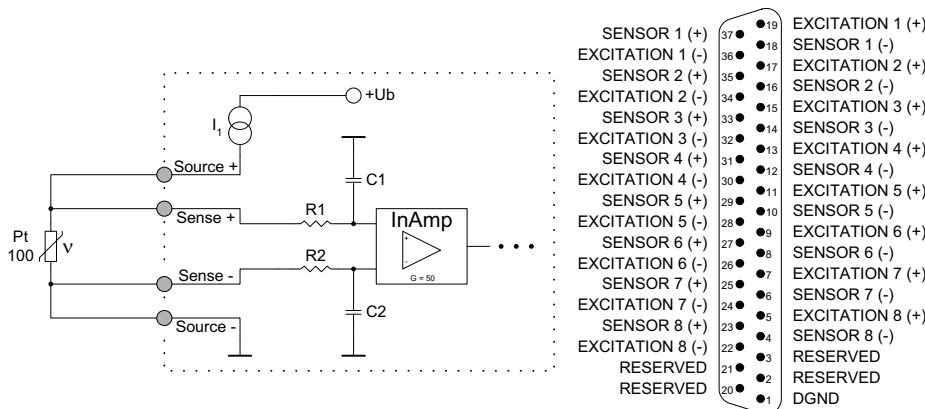 +Ub
I1
Source +
C1
Sense +
R1
InAmp
+
-
G = 50
Pt
100
ν
R2
Sense -
C2
Source -
SENSOR 1 (+)
EXCITATION 1 (-)
SENSOR 2 (+)
EXCITATION 2 (-)
SENSOR 3 (+)
EXCITATION 3 (-)
SENSOR 4 (+)
EXCITATION 4 (-)
SENSOR 5 (+)
EXCITATION 5 (-)
SENSOR 6 (+)
EXCITATION 6 (-)
SENSOR 7 (+)
EXCITATION 7 (-)
SENSOR 8 (+)
EXCITATION 8 (-)
RESERVED
RESERVED
37
36
35
34
33
32
31
30
29
28
27
26
25
24
23
22
21
20
19
18
17
16
15
14
13
12
11
10
9
8
7
6
5
4
3
2
1
EXCITATION 1 (+)
SENSOR 1 (-)
EXCITATION 2 (+)
SENSOR 2 (-)
EXCITATION 3 (+)
SENSOR 3 (-)
EXCITATION 4 (+)
SENSOR 4 (-)
EXCITATION 5 (+)
SENSOR 5 (-)
EXCITATION 6 (+)
SENSOR 6 (-)
EXCITATION 7 (+)
SENSOR 7 (-)
EXCITATION 8 (+)
SENSOR 8 (-)
RESERVED
RESERVED
DGND